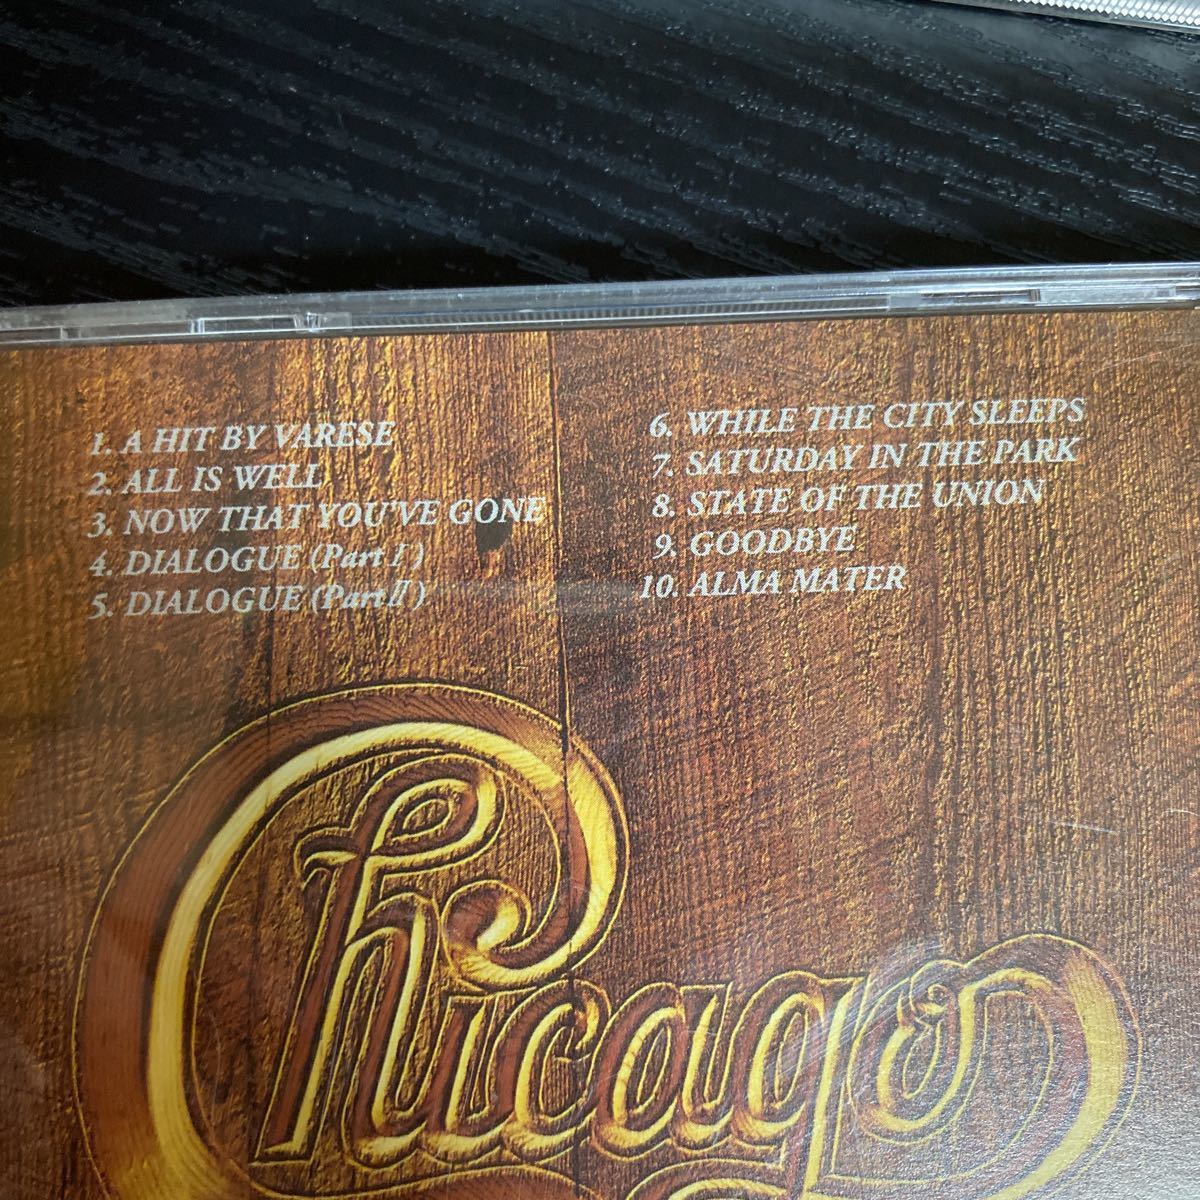 1. A HIT BY VARESE
2. ALL IS WELL
3. NOW THAT YOU'VE GONE
4. DIALOGUE (Part I)
5. DIALOGUE (Part II)
6. WHILE THE CITY SLEEPS
7. SATURDAY IN THE PARK
8. STATE OF THE UNION
9. GOODBYE
10. ALMA MATER
Chicago